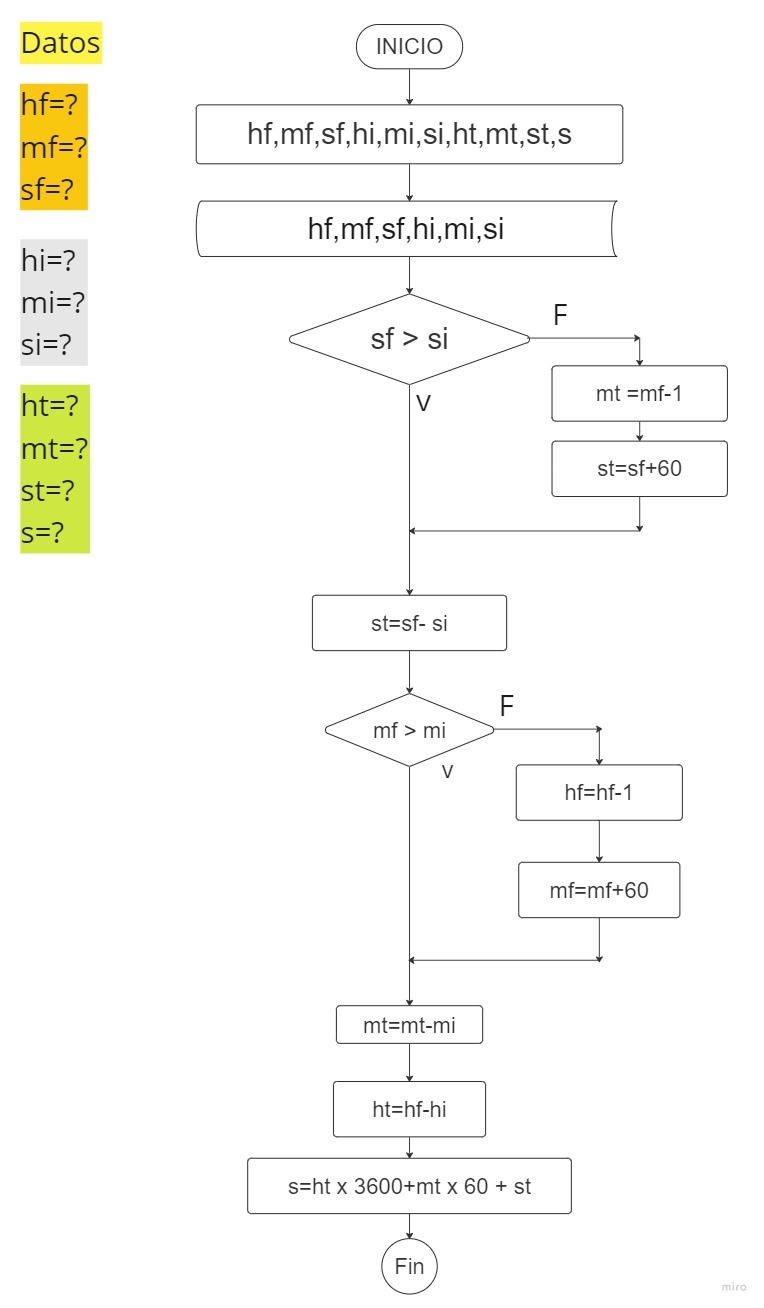 Datos
hf=?
mf=?
sf=?
hi=?
mi=?
si=?
ht=?
mt=?
st=?
s=?
INICIO
hf,mf,sf,hi,mi,si,ht,mt,st,s
hf,mf,sf,hi,mi,si
sf > si
F
V
mt =mf-1
st=sf+60
st=sf- si
mf > mi
F
V
hf=hf-1
mf=mf+60
mt=mt-mi
ht=hf-hi
s=ht x 3600+mt x 60 + st
Fin
miro